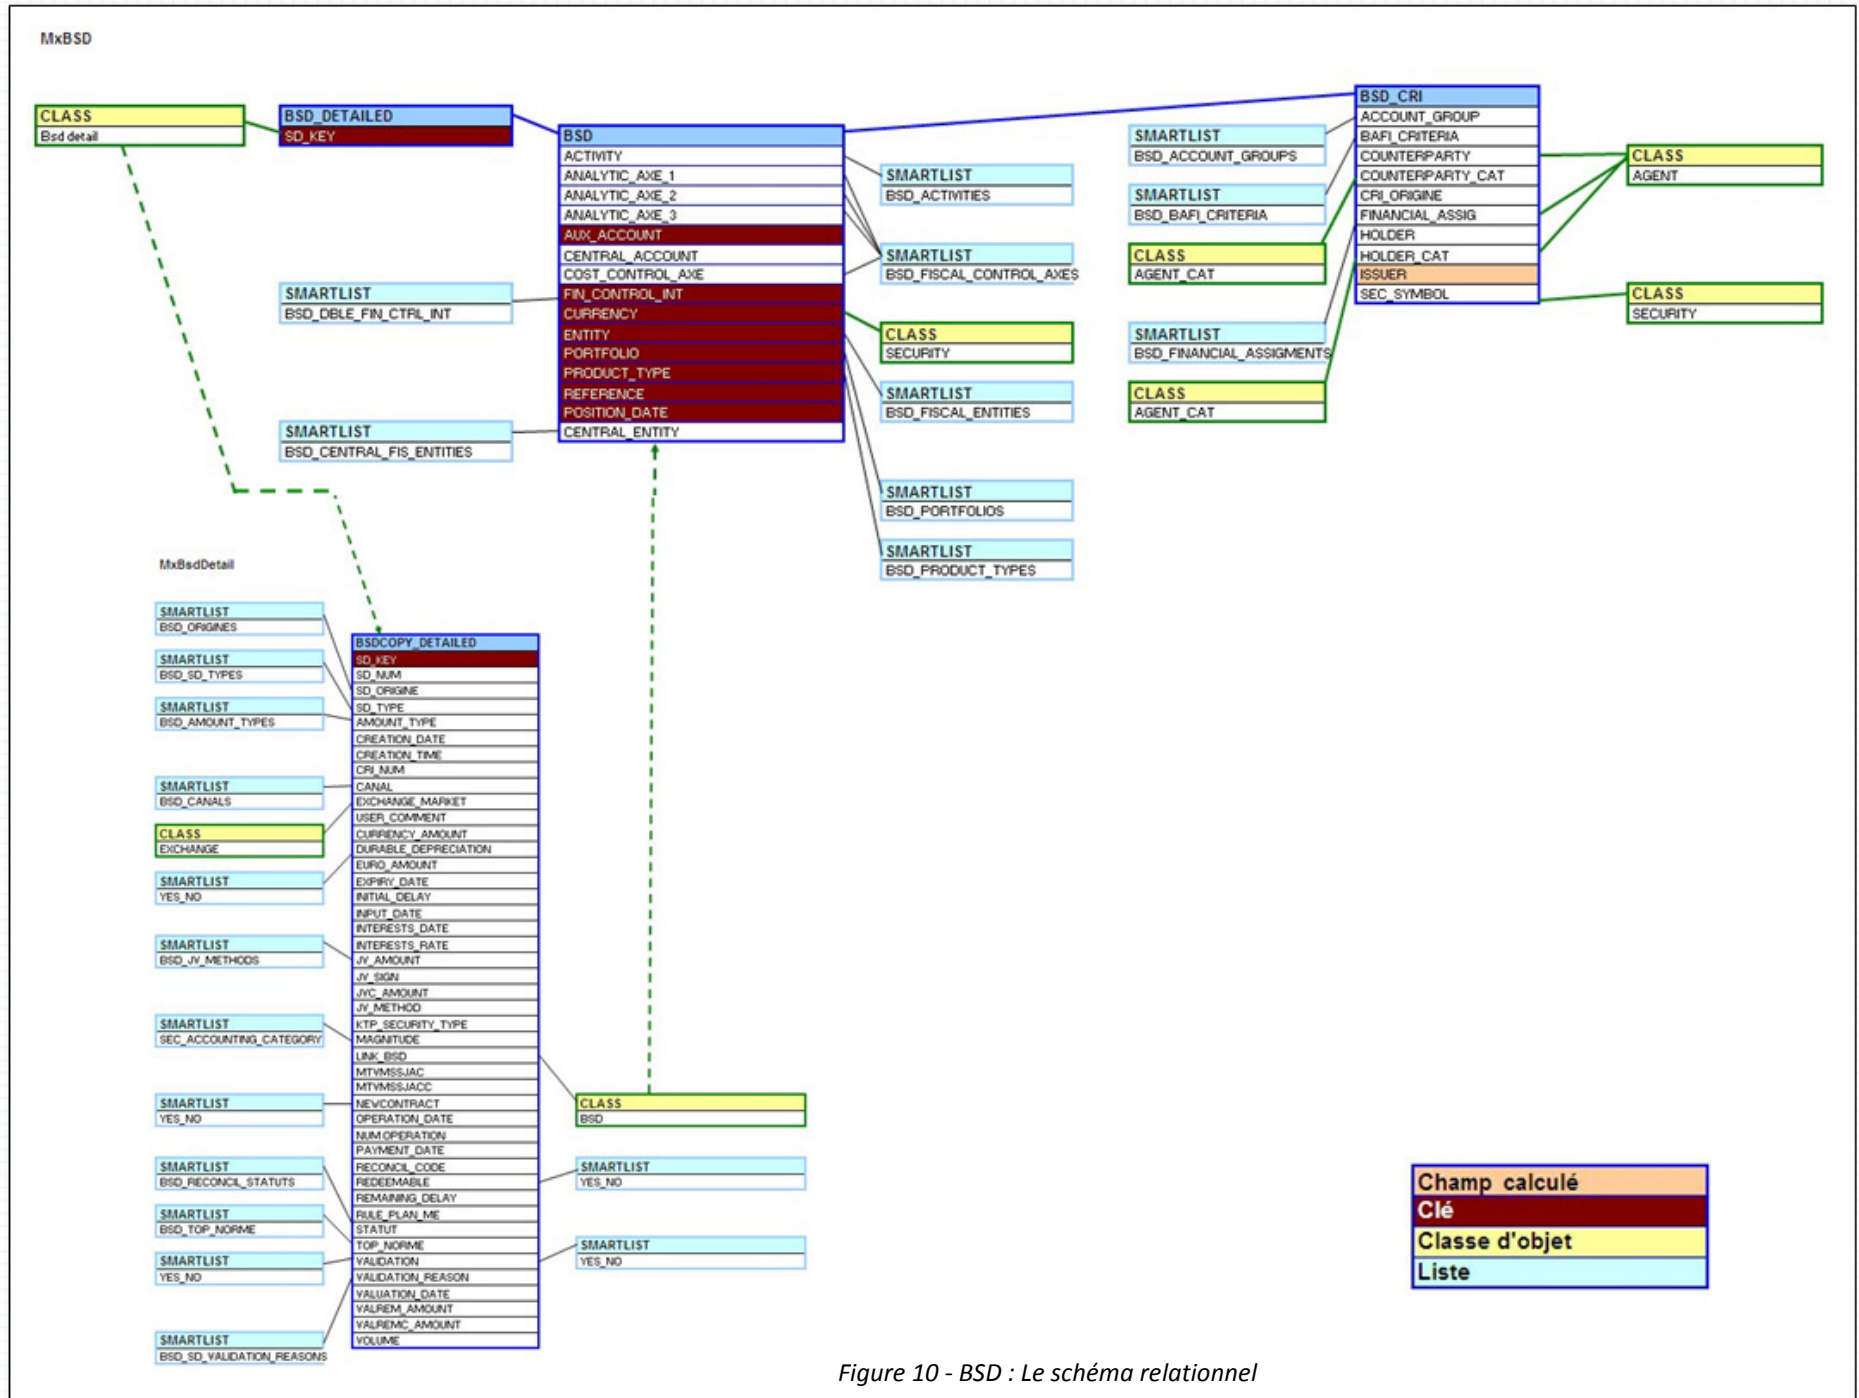 MxBSD
CLASS
Bsd detail
BSD_DETAILED
SD_KEY
BSD
ACTIVITY
ANALYTIC_AXE_1
ANALYTIC_AXE_2
ANALYTIC_AXE_3
AUX_ACCOUNT
CENTRAL_ACCOUNT
COST_CONTROL_AXE
FIN_CONTROL_INT
CURRENCY
ENTITY
PORTFOLIO
PRODUCT_TYPE
REFERENCE
POSITION_DATE
CENTRAL_ENTITY
SMARTLIST
BSD_DBLE_FIN_CTRL_INT
SMARTLIST
BSD_CENTRAL_FIS_ENTITIES
SMARTLIST
BSD_ACTIVITIES
SMARTLIST
BSD_FISCAL_CONTROL_AXES
CLASS
SECURITY
SMARTLIST
BSD_FISCAL_ENTITIES
SMARTLIST
BSD_PORTFOLIOS
SMARTLIST
BSD_PRODUCT_TYPES
SMARTLIST
BSD_ACCOUNT_GROUPS
SMARTLIST
BSD_BAFI_CRITERIA
CLASS
AGENT_CAT
SMARTLIST
BSD_FINANCIAL_ASSIGMENTS
CLASS
AGENT_CAT
BSD_CRI
ACCOUNT_GROUP
BAFI_CRITERIA
COUNTERPARTY
COUNTERPARTY_CAT
CRI_ORIGINE
FINANCIAL_ASSIG
HOLDER
HOLDER_CAT
ISSUER
SEC_SYMBOL
CLASS
AGENT
CLASS
SECURITY
MxBsdDetail
SMARTLIST
BSD_ORIGINES
SMARTLIST
BSD_SD_TYPES
SMARTLIST
BSD_AMOUNT_TYPES
SMARTLIST
BSD_CANALS
CLASS
EXCHANGE
SMARTLIST
YES_NO
SMARTLIST
BSD_JV_METHODS
SMARTLIST
SEC_ACCOUNTING_CATEGORY
SMARTLIST
YES_NO
SMARTLIST
BSD_RECONCIL_STATUTS
SMARTLIST
BSD_TOP_NORME
SMARTLIST
YES_NO
SMARTLIST
BSD_SD_VALIDATION_REASONS
BSDCOPY_DETAILED
SD_KEY
SD_NUM
SD_ORIGINE
SD_TYPE
AMOUNT_TYPE
CREATION_DATE
CREATION_TIME
CRI_NUM
CANAL
EXCHANGE_MARKET
USER_COMMENT
CURRENCY_AMOUNT
DURABLE_DEPRECIATION
EURO_AMOUNT
EXPIRY_DATE
INITIAL_DELAY
INPUT_DATE
INTERESTS_DATE
INTERESTS_RATE
JV_AMOUNT
JV_SIGN
JVC_AMOUNT
JV_METHOD
KTP_SECURITY_TYPE
MAGNITUDE
LINK_BSD
MTVMSSJAC
MTVMSSJACC
NEWCONTRACT
OPERATION_DATE
NUM OPERATION
PAYMENT_DATE
RECONCIL_CODE
REDEEMABLE
REMAINING_DELAY
RULE_PLAN_ME
STATUT
TOP_NORME
VALIDATION
VALIDATION_REASON
VALUATION_DATE
VALREM_AMOUNT
VALREMC_AMOUNT
VOLUME
CLASS
BSD
SMARTLIST
YES_NO
SMARTLIST
YES_NO
Champ calculé
Clé
Classe d'objet
Liste
Figure 10 - BSD : Le schéma relationnel